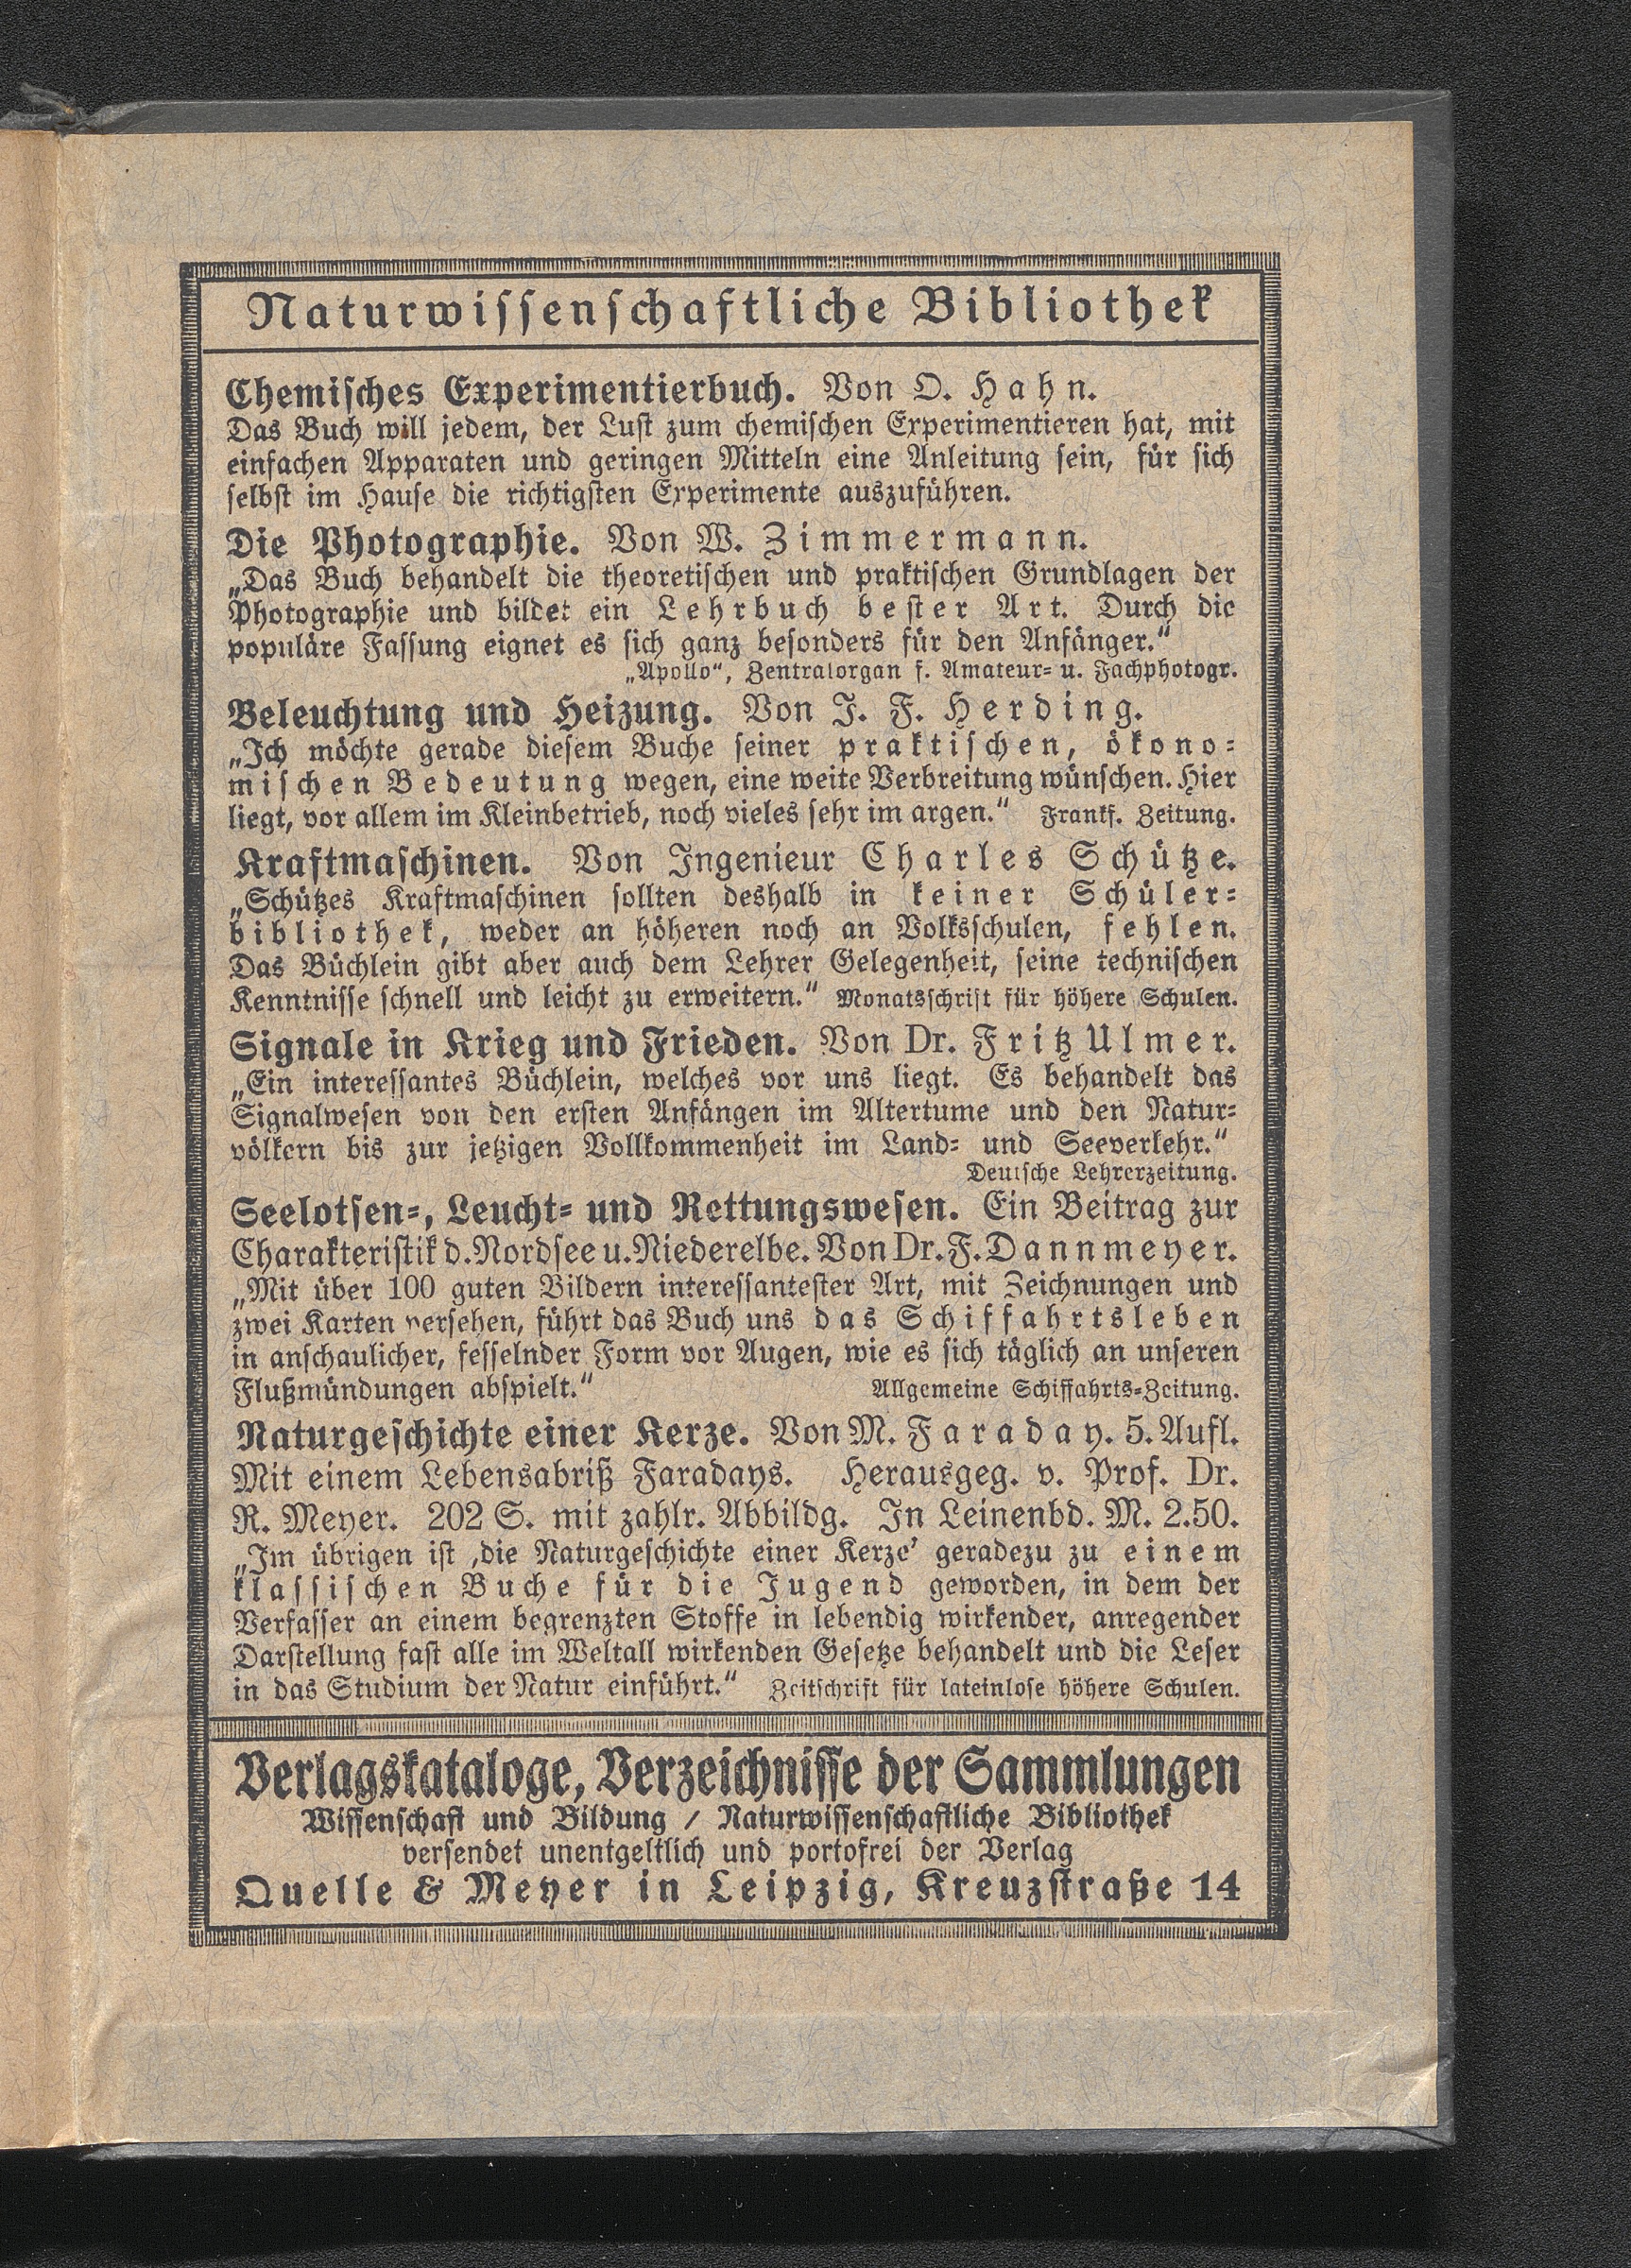 Naturwissenschaftliche Bibliothek
Chemisches Experimentierbuch. Von O. Hahn.
Das Buch will jedem, der Lust zum chemischen Experimentieren hat, mit
einfachen Apparaten und geringen Mitteln eine Anleitung sein, für sich
selbst im Hause die richtigsten Experimente auszuführen.
Die Photographie. Von W. Zimmermann.
„Das Buch behandelt die theoretischen und praktischen Grundlagen der
Photographie und bildet ein Lehrbuch bester Art. Durch die
populäre Fassung eignet es sich ganz besonders für den Anfänger.“
„Apollo“, Zentralorgan f. Amateur- u. Fachphotogr.
Beleuchtung und Heizung. Von J. F. Herding.
„Ich möchte gerade diesem Buche seiner praktischen, ökono-
mischen Bedeutung wegen, eine weite Verbreitung wünschen. Hier
liegt, vor allem im Kleinbetrieb, noch vieles sehr im argen.“ Frankf. Zeitung.
Kraftmaschinen. Von Ingenieur Charles Schütze.
„Schützes Kraftmaschinen sollten deshalb in keiner Schüler-
bibliothek, weder an höheren noch an Volksschulen, fehlen.
Das Büchlein gibt aber auch dem Lehrer Gelegenheit, seine technischen
Kenntnisse schnell und leicht zu erweitern.“ Monatsschrift für höhere Schulen.
Signale in Krieg und Frieden. Von Dr. Fritz Ulmer.
„Ein interessantes Büchlein, welches vor uns liegt. Es behandelt das
Signalwesen von den ersten Anfängen im Altertume und den Natur-
völkern bis zur jetzigen Vollkommenheit im Land- und Seeverkehr.“
Deutsche Lehrerzeitung.
Seelotsen-, Leucht- und Rettungswesen. Ein Beitrag zur
Charakteristik d. Nordsee u. Niederelbe. Von Dr. F. Dannmeyer.
„Mit über 100 guten Bildern interessantester Art, mit Zeichnungen und
zwei Karten versehen, führt das Buch uns das Schiffahrtsleben
in anschaulicher, fesselnder Form vor Augen, wie es sich täglich an unseren
Flußmündungen abspielt.“ Allgemeine Schiffahrts-Zeitung.
Naturgeschichte einer Kerze. Von M. Faraday. 5. Aufl.
Mit einem Lebensabriß Faradays. Herausgeg. v. Prof. Dr.
R. Meyer. 202 S. mit zahlr. Abbildg. In Leinenbd. M. 2.50.
„Im übrigen ist ‚die Naturgeschichte einer Kerze’ geradezu zu einem
klassischen Buche für die Jugend geworden, in dem der
Verfasser an einem begrenzten Stoffe in lebendig wirkender, anregender
Darstellung fast alle im Weltall wirkenden Gesetze behandelt und die Leser
in das Studium der Natur einführt.“ Zeitschrift für lateinlose höhere Schulen.
Verlagskataloge, Verzeichnisse der Sammlungen
Wissenschaft und Bildung / Naturwissenschaftliche Bibliothek
versendet unentgeltlich und portofrei der Verlag
Quelle & Meyer in Leipzig, Kreuzstraße 14